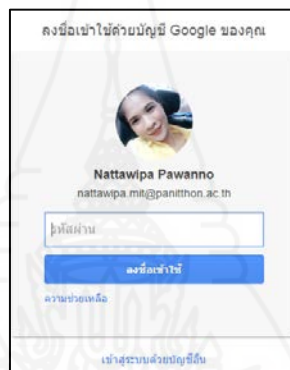 ลงชื่อเข้าใช้ด้วยบัญชี Google ของคุณ
Nattawipa Pawanno
nattawipa.mit@panitthon.ac.th
รหัสผ่าน
ลงชื่อเข้าใช้
ความช่วยเหลือ
เข้าสู่ระบบด้วยบัญชีอื่น